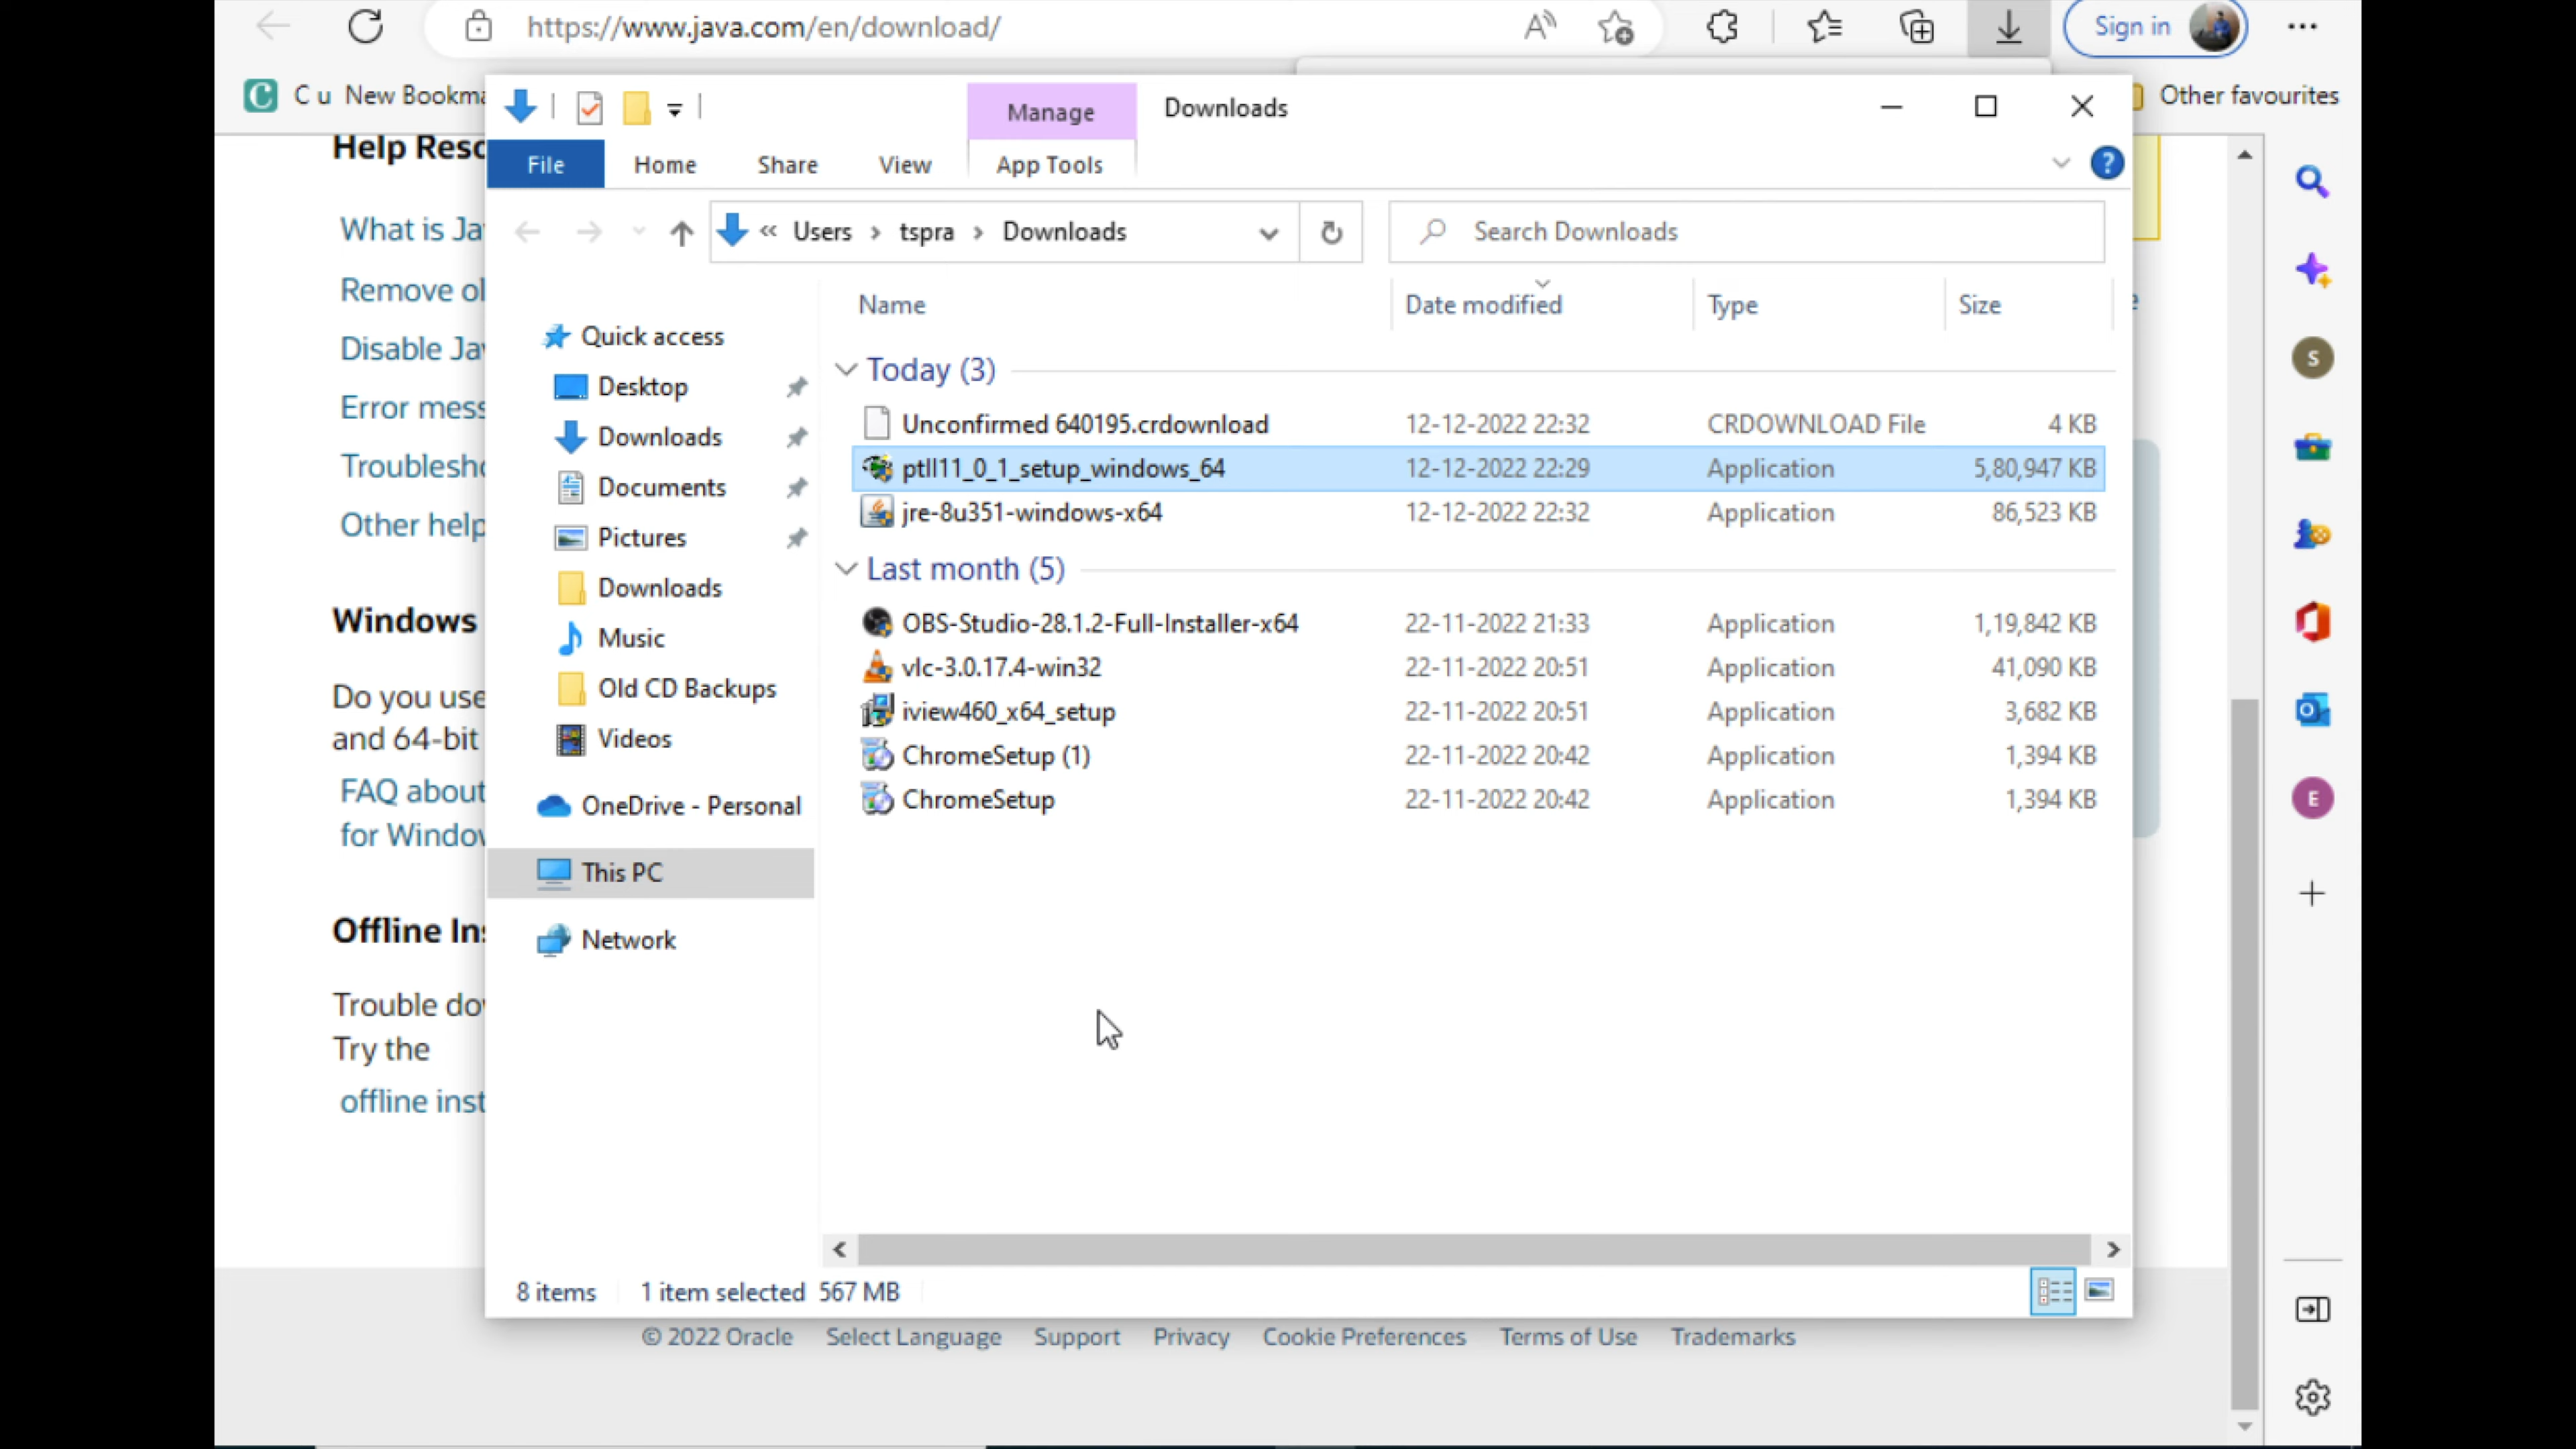 https://www.java.com/en/download/
Sign in
C u New Bookma
Other favourites
Manage
Downloads
File
Home
Share
View
App Tools
Users > tspra > Downloads
Search Downloads
Name
Date modified
Type
Size
Quick access
Desktop
Downloads
Documents
Pictures
Downloads
Music
Old CD Backups
Videos
OneDrive - Personal
This PC
Network
Today (3)
Unconfirmed 640195.crdownload 12-12-2022 22:32 CRDOWNLOAD File 4 KB
ptll11_0_1_setup_windows_64 12-12-2022 22:29 Application 5,80,947 KB
jre-8u351-windows-x64 12-12-2022 22:32 Application 86,523 KB
Last month (5)
OBS-Studio-28.1.2-Full-Installer-x64 22-11-2022 21:33 Application 1,19,842 KB
vlc-3.0.17.4-win32 22-11-2022 20:51 Application 41,090 KB
iview460_x64_setup 22-11-2022 20:51 Application 3,682 KB
ChromeSetup (1) 22-11-2022 20:42 Application 1,394 KB
ChromeSetup 22-11-2022 20:42 Application 1,394 KB
8 items
1 item selected 567 MB
Help Reso
What is Ja
Remove ol
Disable Jav
Error mess
Troublesho
Other help
Windows
Do you use
and 64-bit
FAQ about
for Window
Offline Ins
Trouble dow
Try the
offline inst
S
E
© 2022 Oracle Select Language Support Privacy Cookie Preferences Terms of Use Trademarks